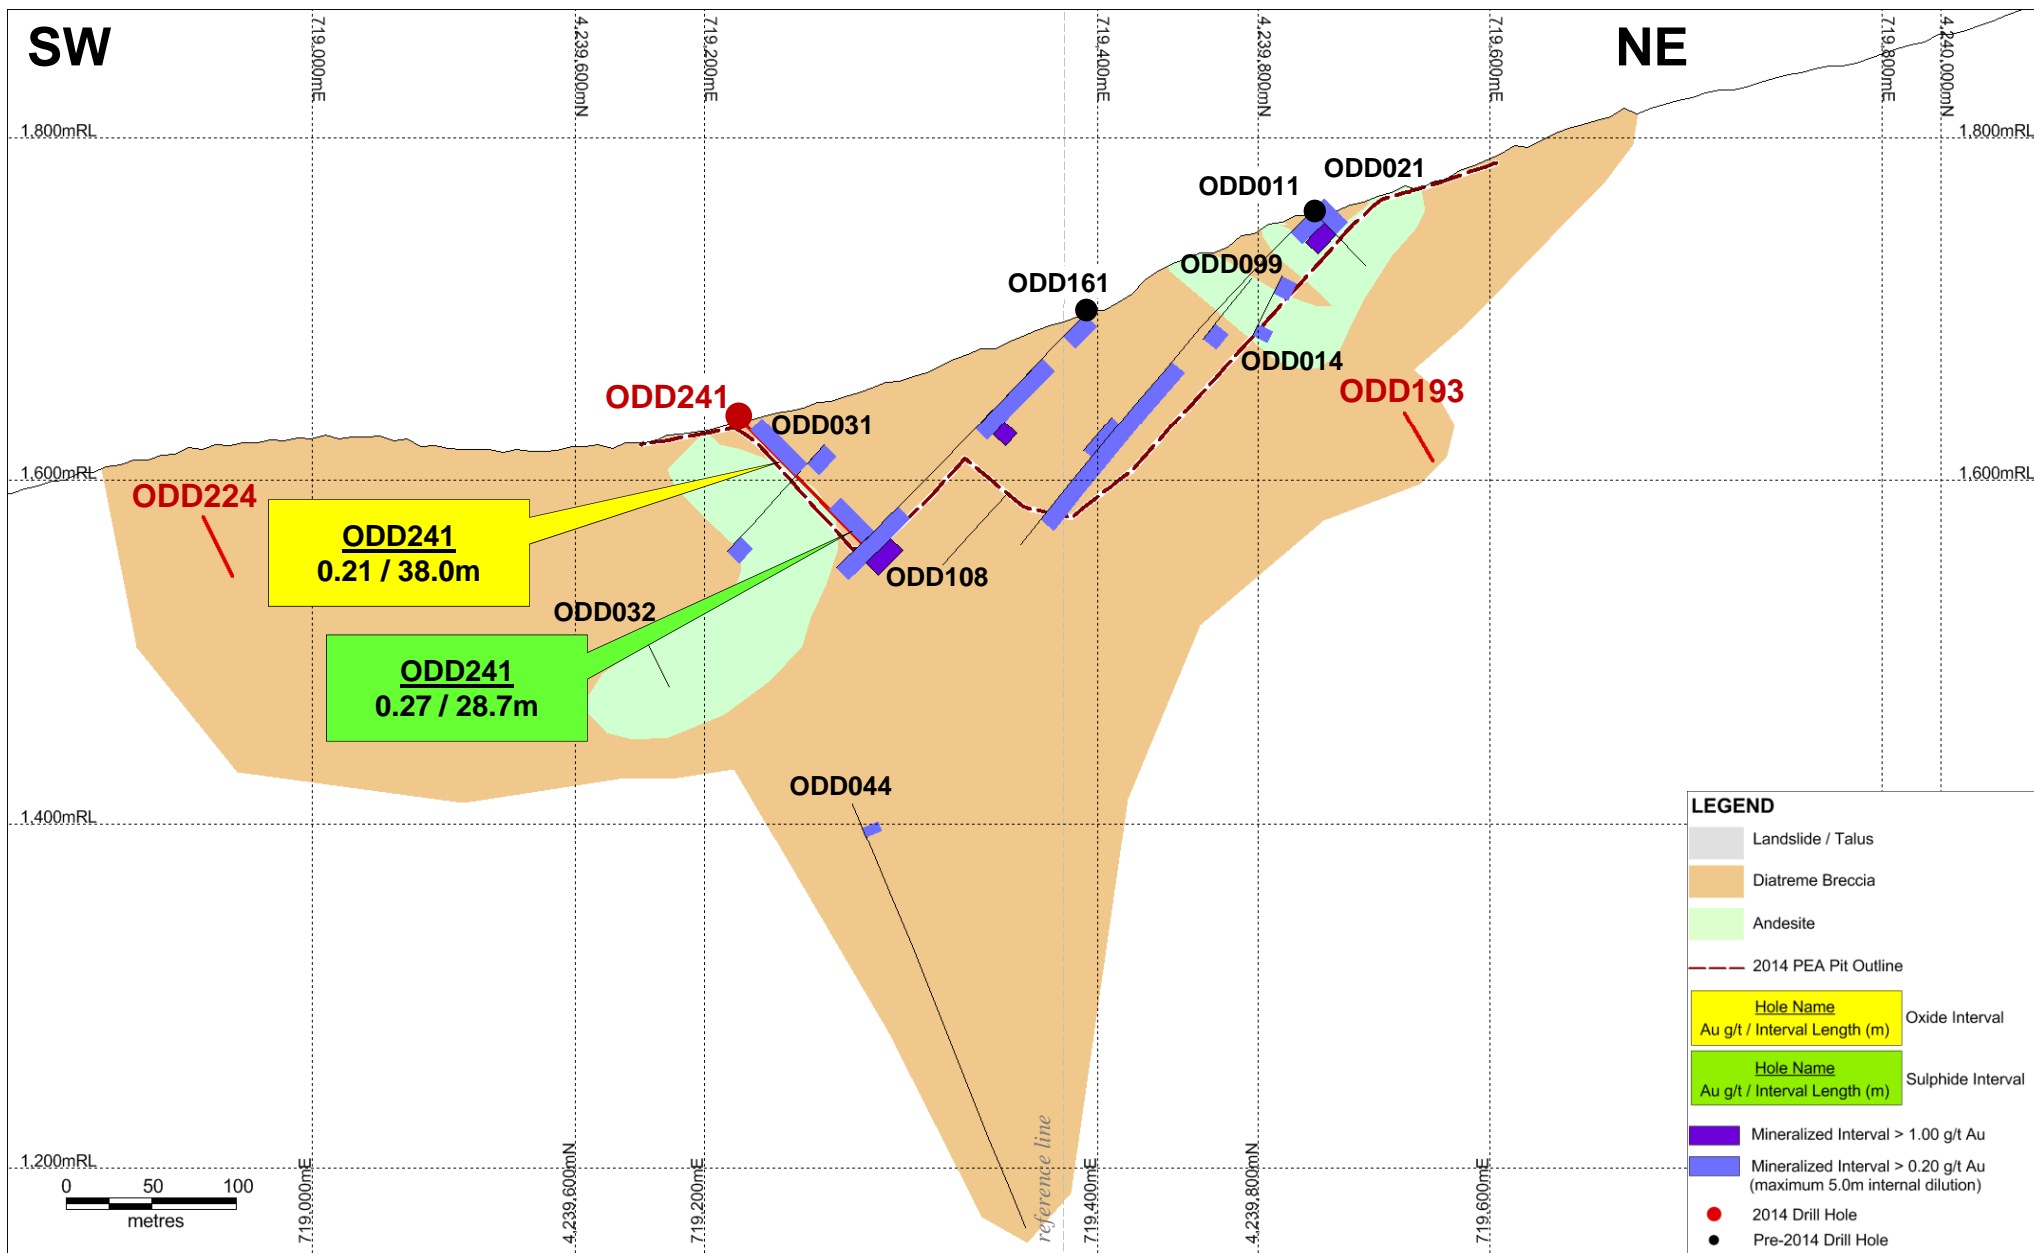 SW
NE
719,000mE
4,239,600mN
719,200mE
719,400mE
4,239,800mN
719,600mE
719,800mE
4,240,000mN
1,800mRL
1,800mRL
ODD021
ODD011
ODD099
ODD161
ODD014
ODD193
ODD241
ODD031
1,600mRL
1,600mRL
ODD224
ODD241
0.21 / 38.0m
ODD108
ODD032
ODD241
0.27 / 28.7m
ODD044
1,400mRL
1,200mRL
0 50 100
metres
719,000mE
4,239,600mN
719,200mE
reference line
719,400mE
4,239,800mN
719,600mE
LEGEND
Landslide / Talus
Diatreme Breccia
Andesite
2014 PEA Pit Outline
Hole Name
Au g/t / Interval Length (m)
Oxide Interval
Hole Name
Au g/t / Interval Length (m)
Sulphide Interval
Mineralized Interval > 1.00 g/t Au
Mineralized Interval > 0.20 g/t Au
(maximum 5.0m internal dilution)
2014 Drill Hole
Pre-2014 Drill Hole